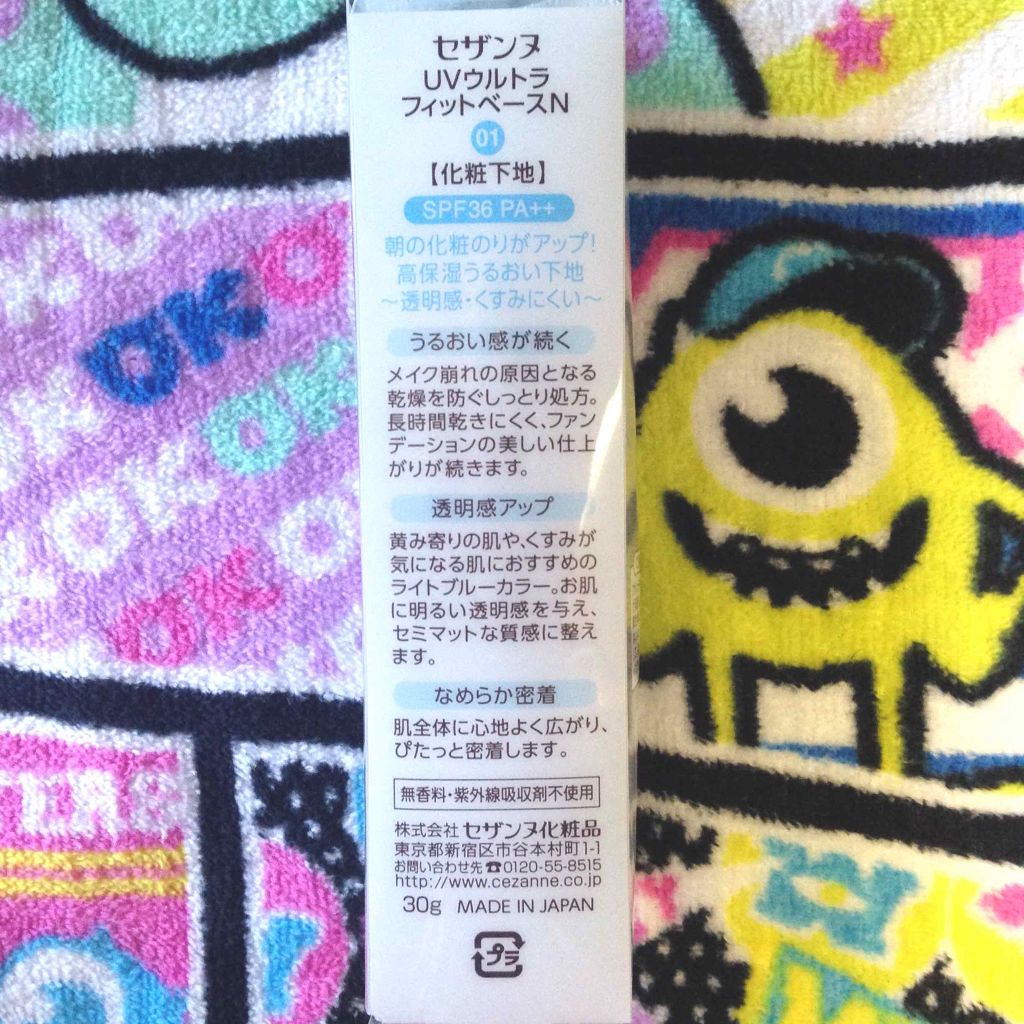 セザンヌ
UVウルトラ
フィットベースN
01
【化粧下地】
SPF36 PA++
朝の化粧のりがアップ!
高保湿うるおい下地
～透明感・くすみにくい～
うるおい感が続く
メイク崩れの原因となる
乾燥を防ぐしっとり処方。
長時間乾きにくく、ファン
デーションの美しい仕上
がりが続きます。
透明感アップ
黄み寄りの肌や、くすみが
気になる肌におすすめの
ライトブルーカラー。お肌
に明るい透明感を与え、
セミマットな質感に整え
ます。
なめらか密着
肌全体に心地よく広がり、
ぴたっと密着します。
無香料・紫外線吸収剤不使用
株式会社 セザンヌ化粧品
東京都新宿区市谷本村町1-1
お問い合わせ先☎0120-55-8515
http://www.cezanne.co.jp
30g MADE IN JAPAN
プラ
OK
OK
OK
OK